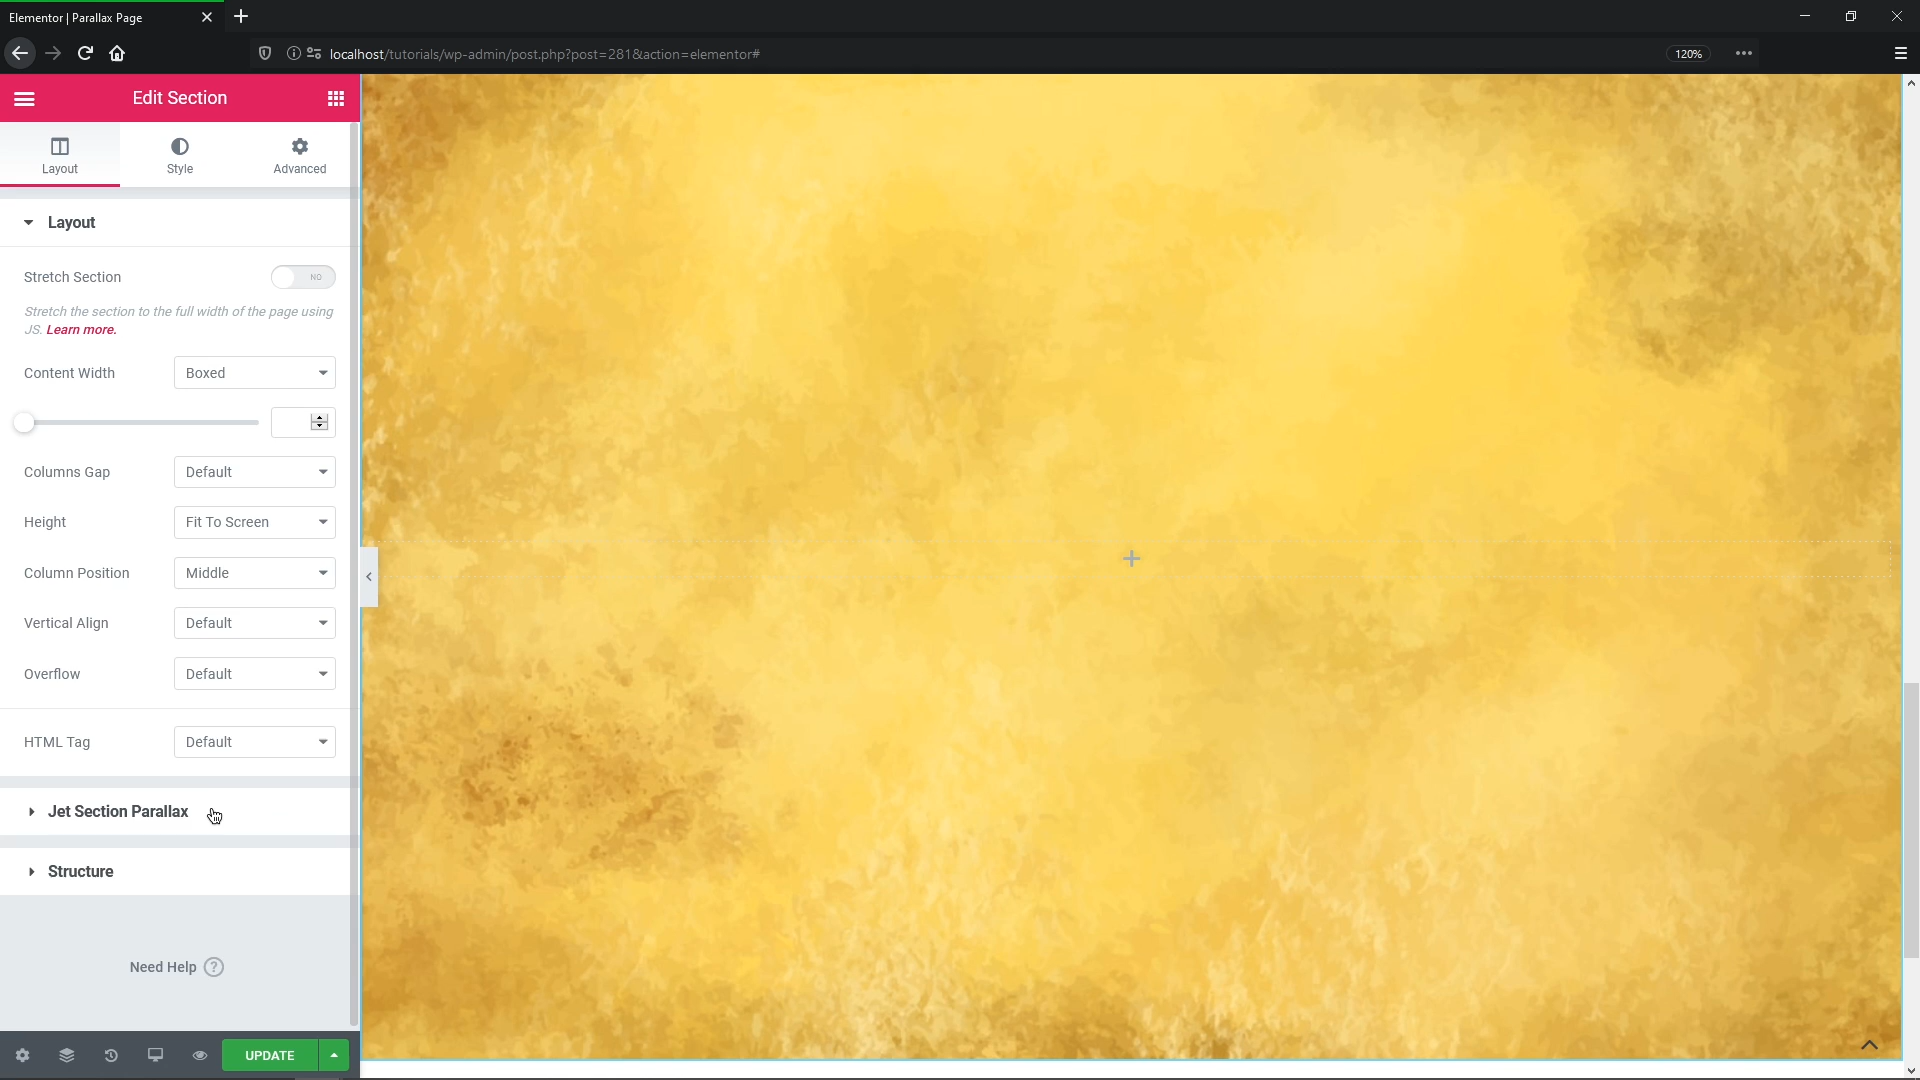 Elementor | Parallax Page
localhost/tutorials/wp-admin/post.php?post=281&action=elementor#
120%
Edit Section
Layout
Style
Advanced
Layout
Stretch Section
NO
Stretch the section to the full width of the page using
JS. Learn more.
Content Width
Boxed
Columns Gap
Default
Height
Fit To Screen
Column Position
Middle
Vertical Align
Default
Overflow
Default
HTML Tag
Default
Jet Section Parallax
Structure
Need Help ?
UPDATE